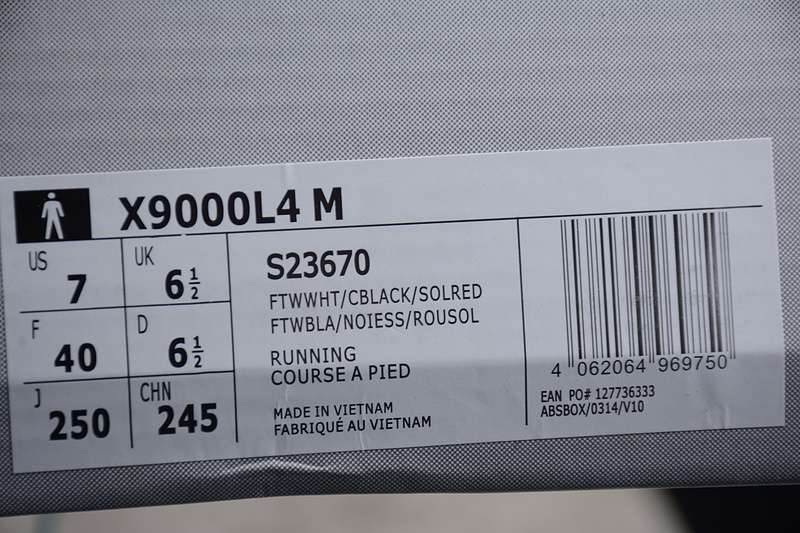 X9000L4 M
US 7
UK 6 1/2
F 40
D 6 1/2
J 250
CHN 245
S23670
FTWWHT/CBLACK/SOLRED
FTWBLA/NOIESS/ROUSOL
RUNNING
COURSE A PIED
MADE IN VIETNAM
FABRIQUÉ AU VIETNAM
4 062064 969750
EAN PO# 127736333
ABSBOX/0314/V10